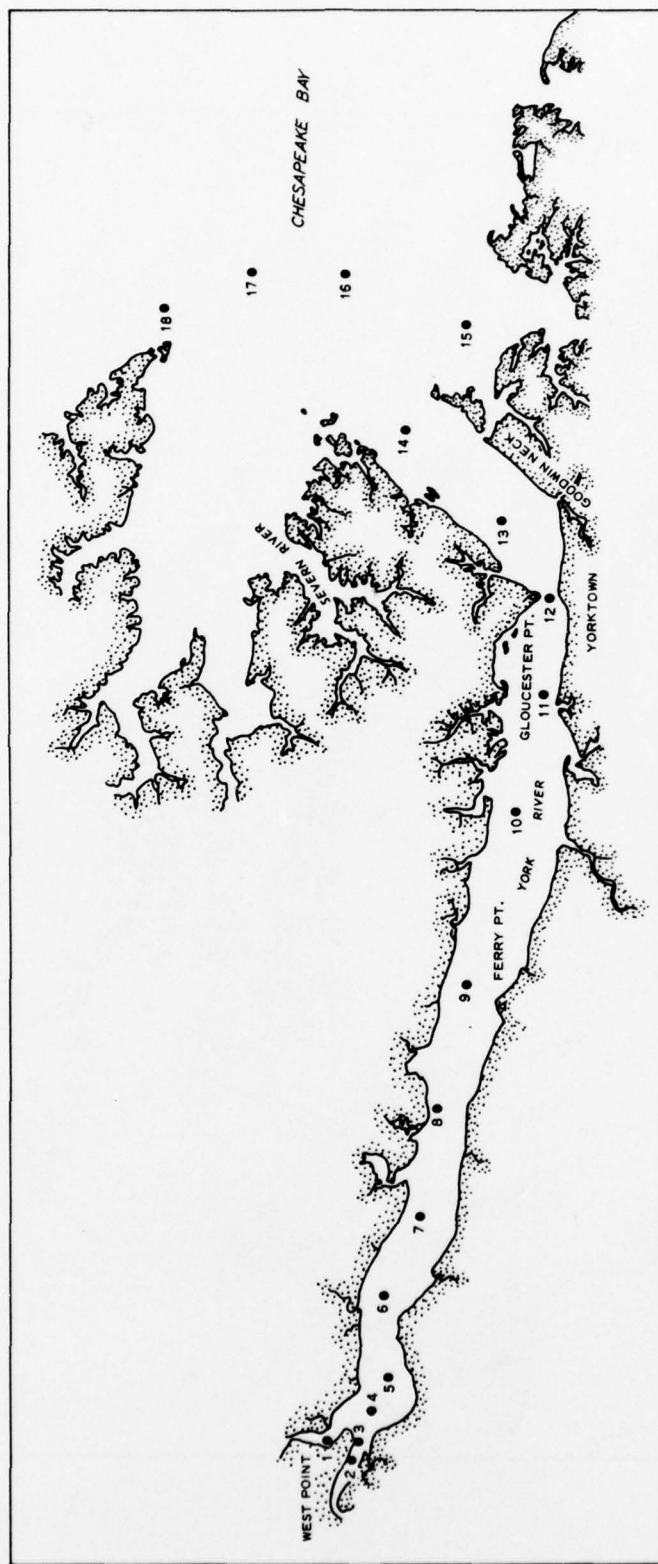 CHESAPEAKE BAY
18
17
16
15
14
SEVERN RIVER
GOODWIN NECK
13
12
GLOUCESTER PT.
YORKTOWN
11
10
YORK RIVER
FERRY PT.
9
8
7
6
5
4
3
2
1
WEST POINT